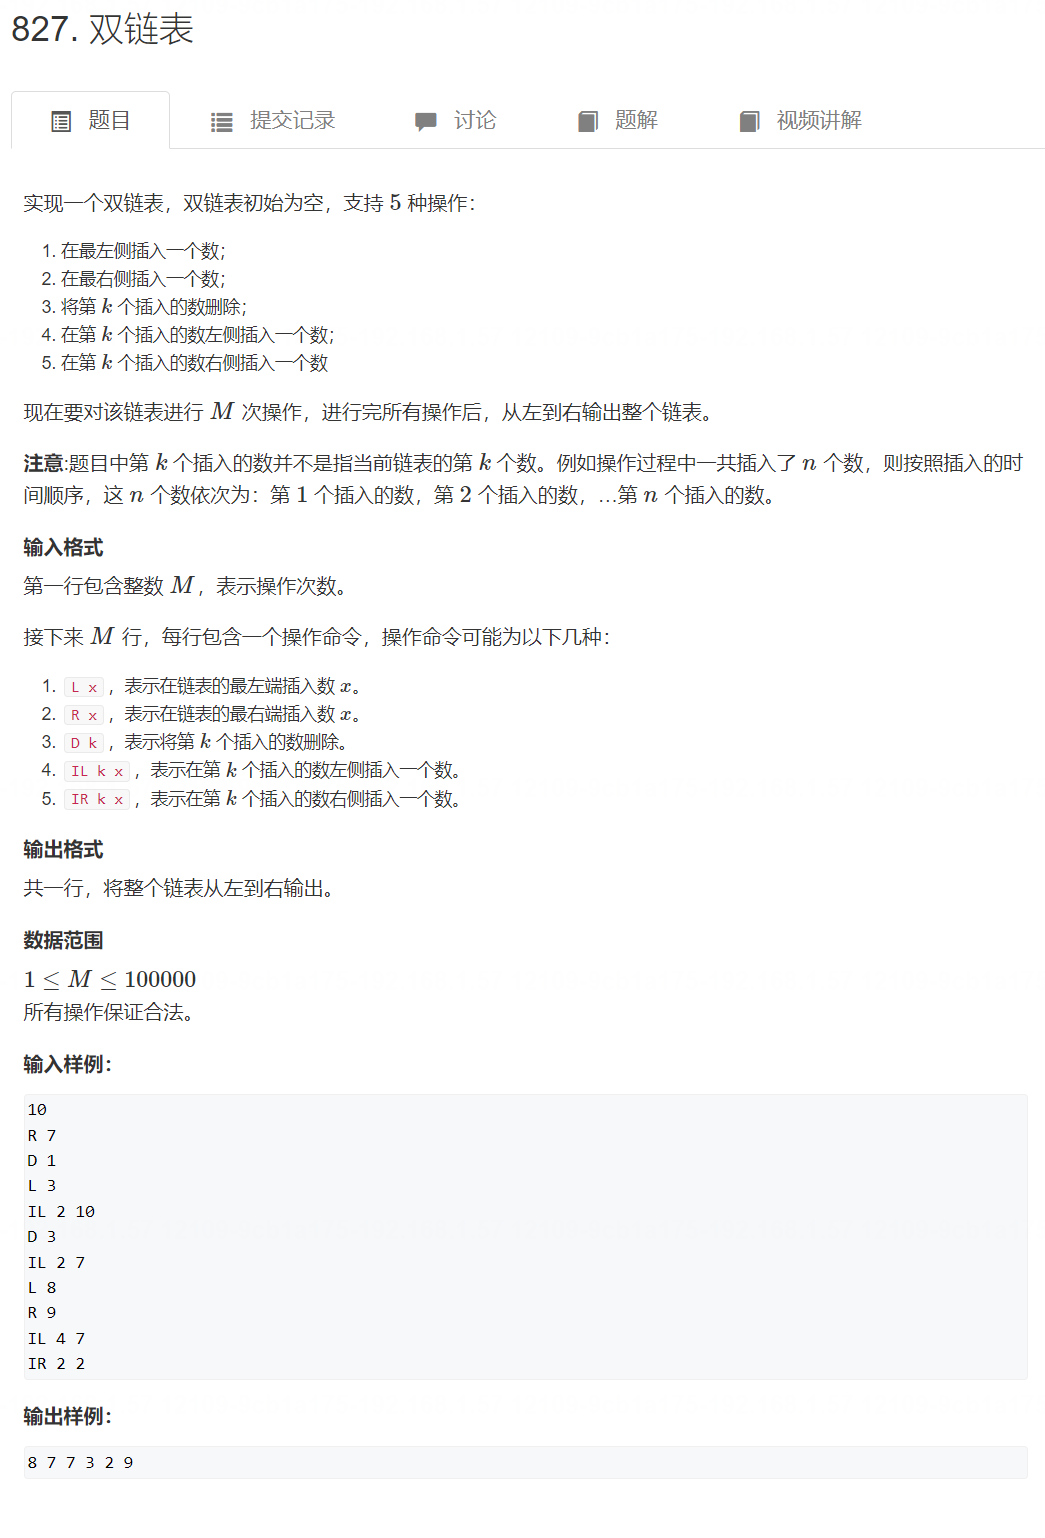 827. 双链表
题目 提交记录 讨论 题解 视频讲解
实现一个双链表，双链表初始为空，支持 5 种操作：
1. 在最左侧插入一个数；
2. 在最右侧插入一个数；
3. 将第 k 个插入的数删除；
4. 在第 k 个插入的数左侧插入一个数；
5. 在第 k 个插入的数右侧插入一个数
现在要对该链表进行 M 次操作，进行完所有操作后，从左到右输出整个链表。
注意:题目中第 k 个插入的数并不是指当前链表的第 k 个数。例如操作过程中一共插入了 n 个数，则按照插入的时
间顺序，这 n 个数依次为：第 1 个插入的数，第 2 个插入的数，…第 n 个插入的数。
输入格式
第一行包含整数 M，表示操作次数。
接下来 M 行，每行包含一个操作命令，操作命令可能为以下几种：
1. L x ，表示在链表的最左端插入数 x。
2. R x ，表示在链表的最右端插入数 x。
3. D k ，表示将第 k 个插入的数删除。
4. IL k x ，表示在第 k 个插入的数左侧插入一个数。
5. IR k x ，表示在第 k 个插入的数右侧插入一个数。
输出格式
共一行，将整个链表从左到右输出。
数据范围
1 ≤ M ≤ 100000
所有操作保证合法。
输入样例：
10
R 7
D 1
L 3
IL 2 10
D 3
IL 2 7
L 8
R 9
IL 4 7
IR 2 2
输出样例：
8 7 7 3 2 9